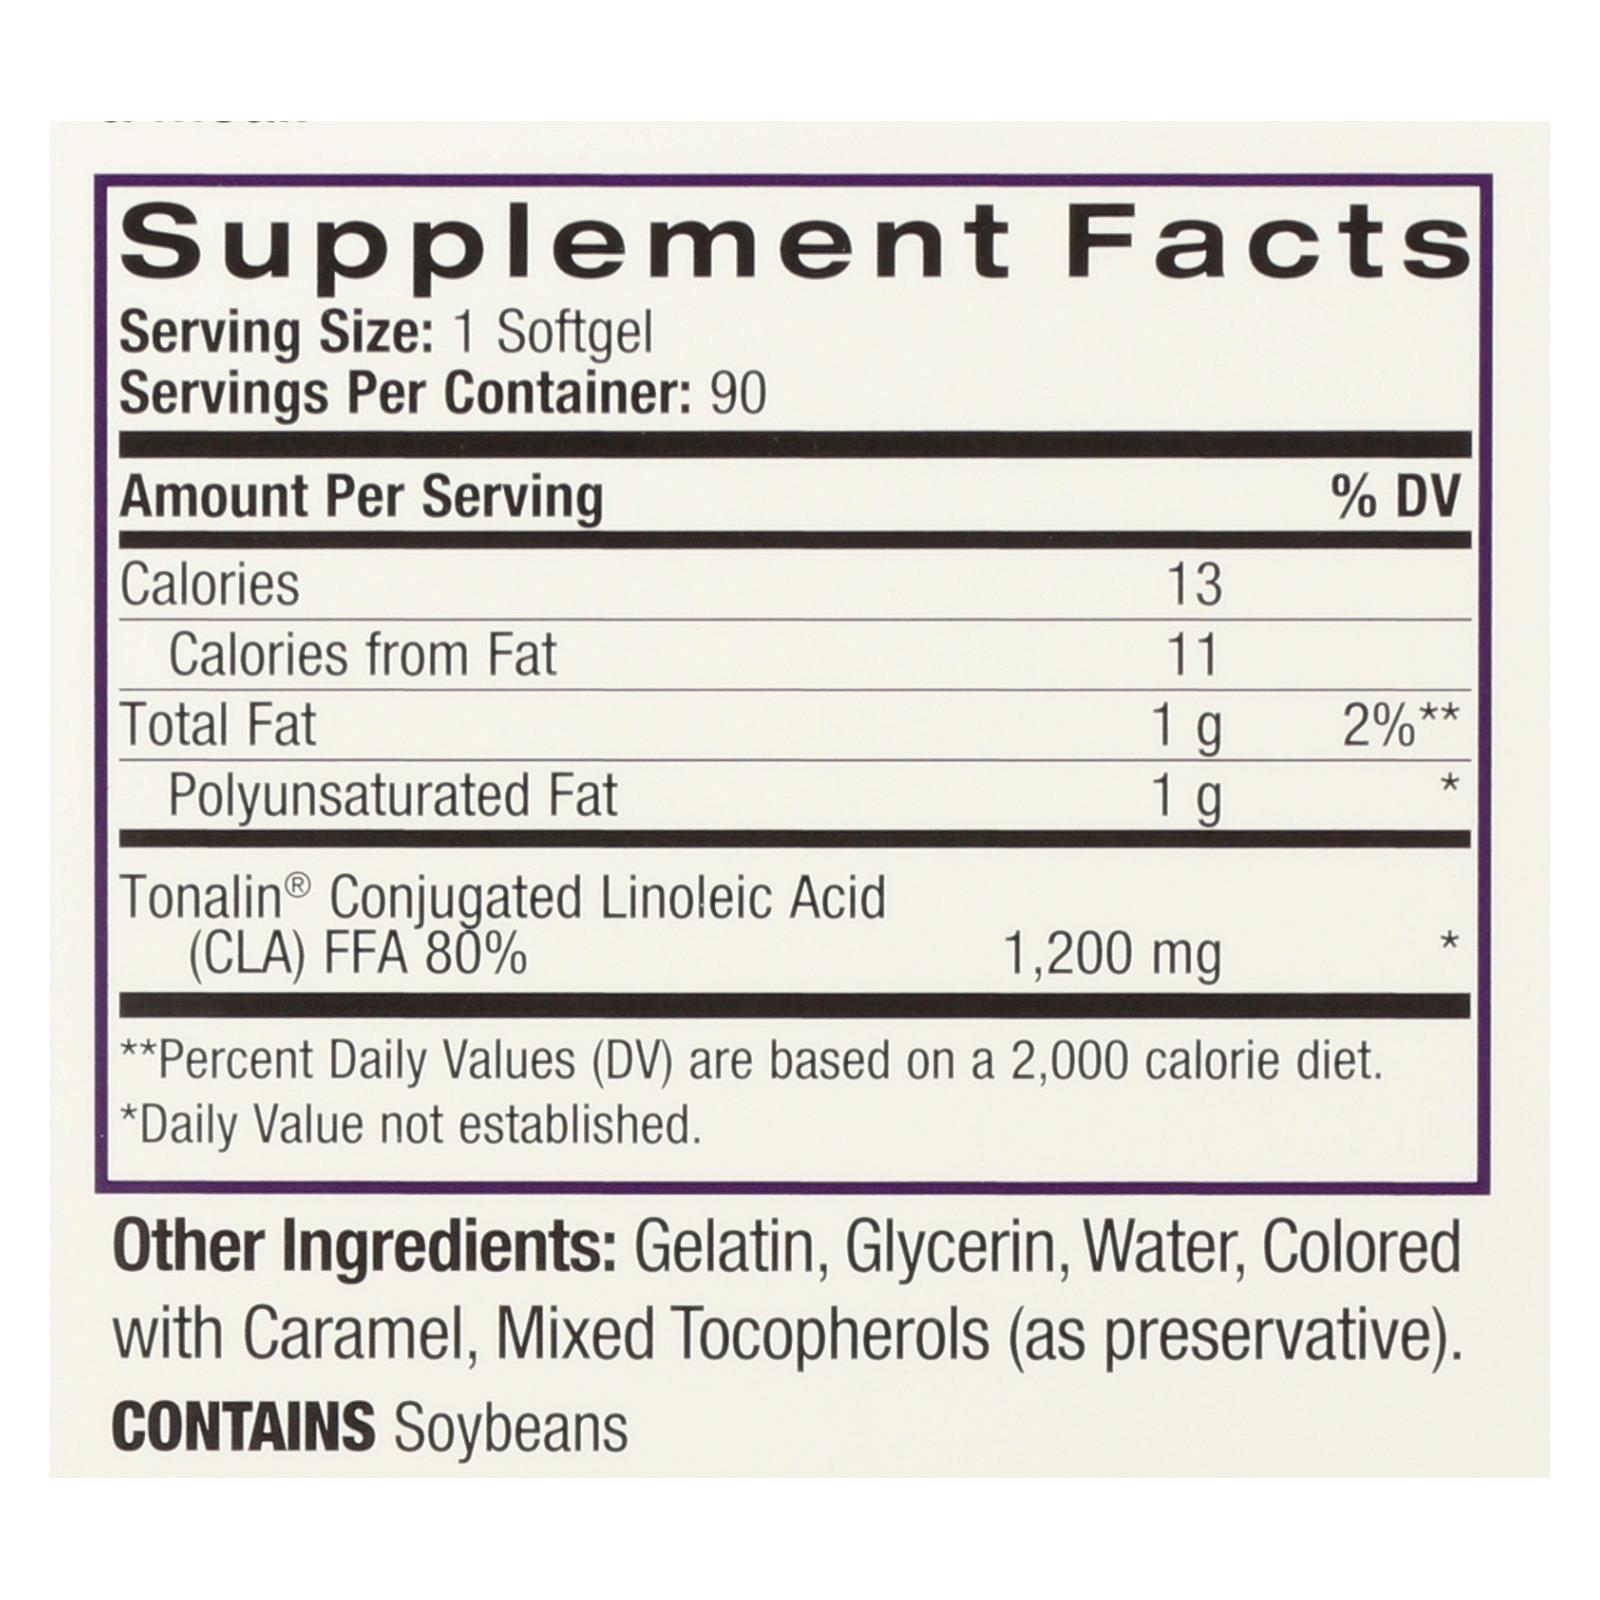 Supplement Facts
Serving Size: 1 Softgel
Servings Per Container: 90
Amount Per Serving % DV
Calories 13
Calories from Fat 11
Total Fat 1 g 2%**
Polyunsaturated Fat 1 g *
Tonalin® Conjugated Linoleic Acid
(CLA) FFA 80% 1,200 mg *
**Percent Daily Values (DV) are based on a 2,000 calorie diet.
*Daily Value not established.
Other Ingredients: Gelatin, Glycerin, Water, Colored
with Caramel, Mixed Tocopherols (as preservative).
CONTAINS Soybeans